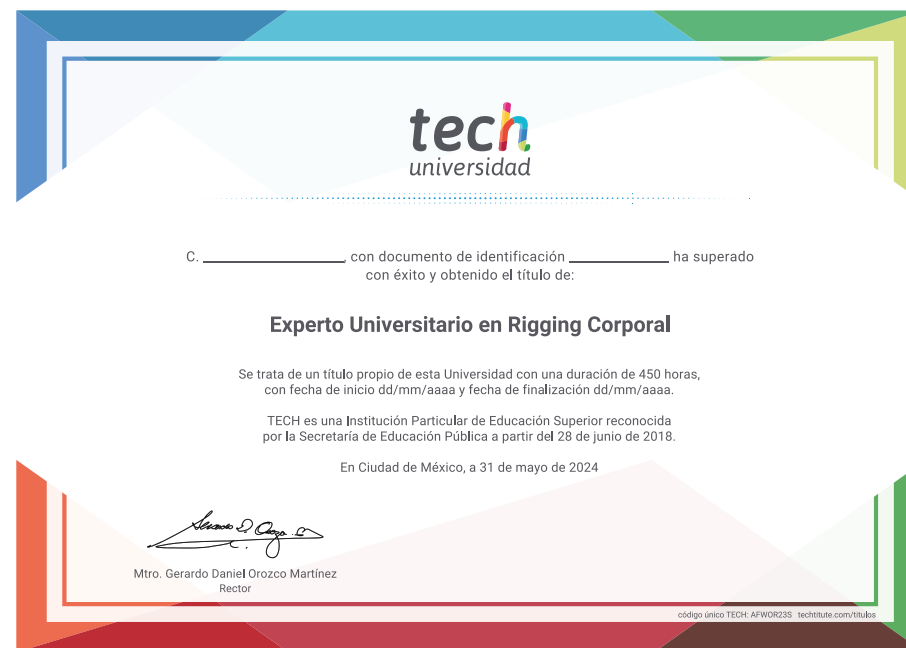 tech
universidad
C. ____________________, con documento de identificación ______________ ha superado
con éxito y obtenido el título de:
Experto Universitario en Rigging Corporal
Se trata de un título propio de esta Universidad con una duración de 450 horas,
con fecha de inicio dd/mm/aaaa y fecha de finalización dd/mm/aaaa.
TECH es una Institución Particular de Educación Superior reconocida
por la Secretaría de Educación Pública a partir del 28 de junio de 2018.
En Ciudad de México, a 31 de mayo de 2024
Mtro. Gerardo Daniel Orozco Martínez
Rector
código único TECH: AFWOR23S techtitute.com/titulos